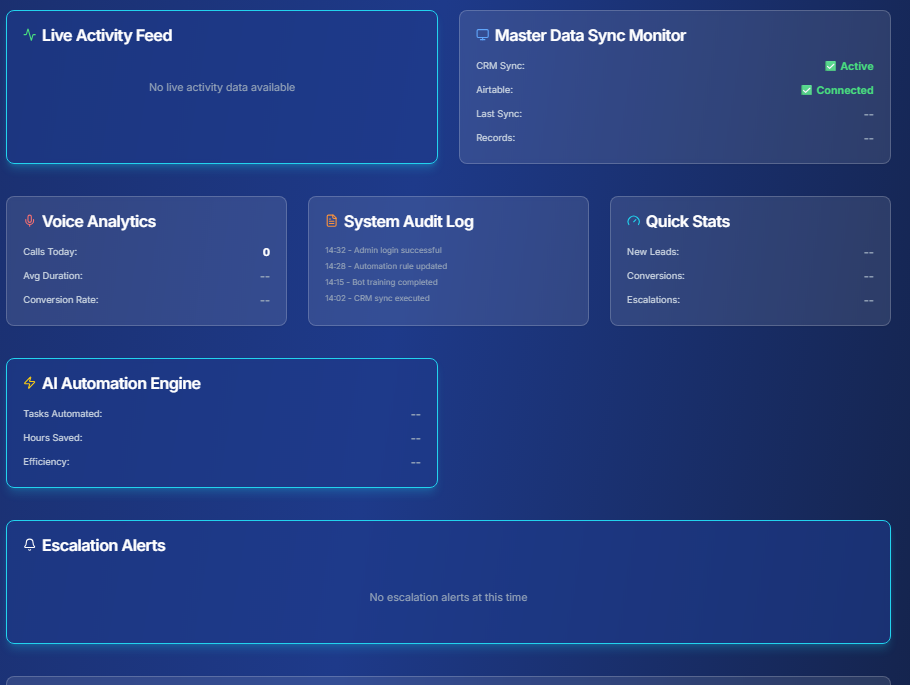 Live Activity Feed
No live activity data available
Master Data Sync Monitor
CRM Sync: ✅ Active
Airtable: ✅ Connected
Last Sync: --
Records: --
Voice Analytics
Calls Today: 0
Avg Duration: --
Conversion Rate: --
System Audit Log
14:32 - Admin login successful
14:28 - Automation rule updated
14:15 - Bot training completed
14:02 - CRM sync executed
Quick Stats
New Leads: --
Conversions: --
Escalations: --
AI Automation Engine
Tasks Automated: --
Hours Saved: --
Efficiency: --
Escalation Alerts
No escalation alerts at this time